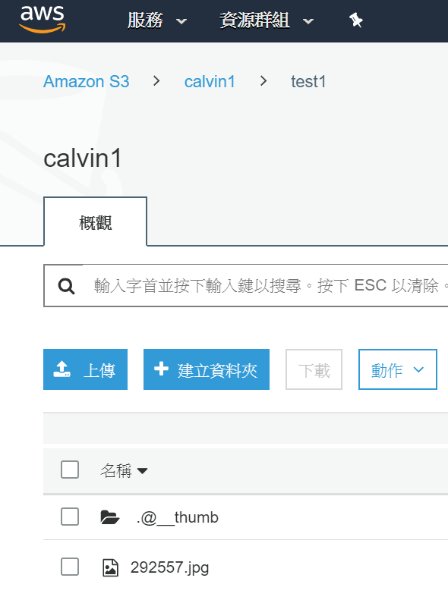 aws 服務 資源群組
Amazon S3 > calvin1 > test1
calvin1
概觀
輸入字首並按下輸入鍵以搜尋。按下 ESC 以清除。
上傳 建立資料夾 下載 動作
名稱
.@__thumb
292557.jpg